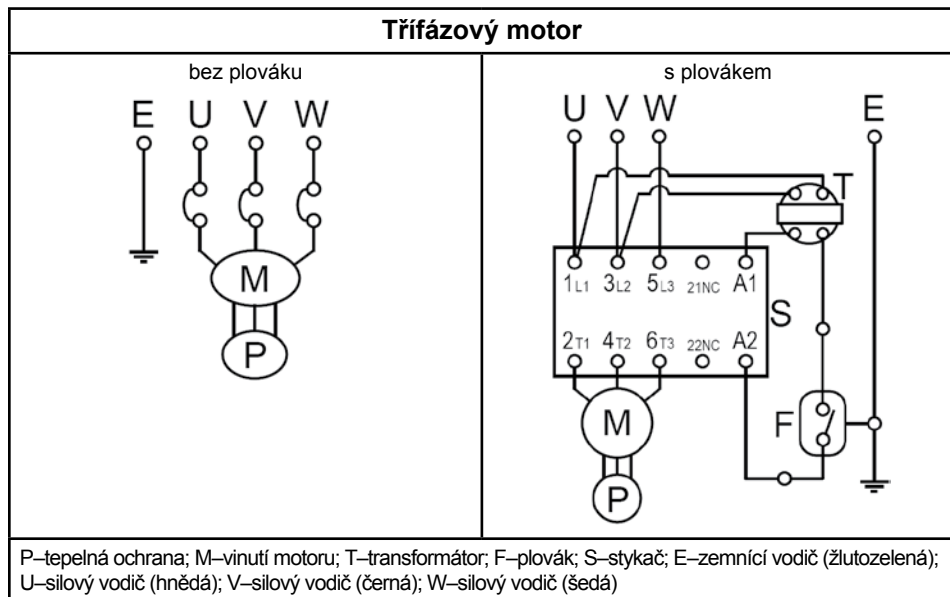 Třífázový motor
bez plováku
E U V W
M
P
s plovákem
U V W E
T
1L1 3L2 5L3 21NC A1
S
2T1 4T2 6T3 22NC A2
M
F
P
P–tepelná ochrana; M–vinutí motoru; T–transformátor; F–plovák; S–stykač; E–zemnící vodič (žlutozelená);
U–silový vodič (hnědá); V–silový vodič (černá); W–silový vodič (šedá)